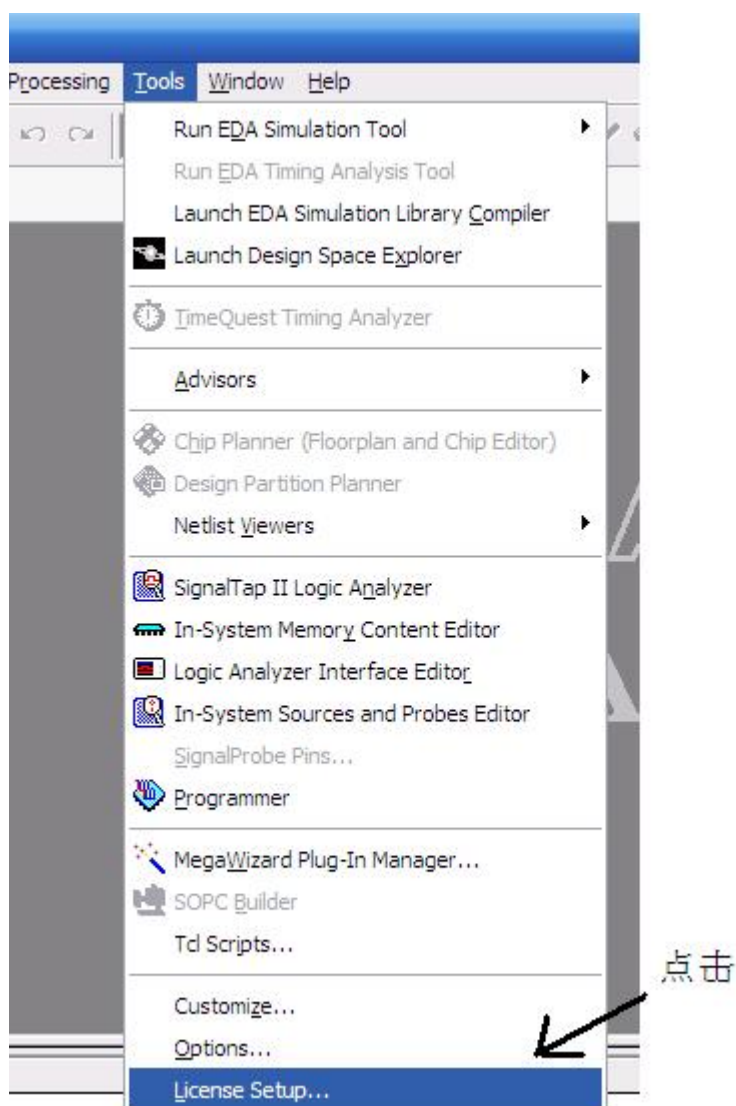 Processing Tools Window Help
Run EDA Simulation Tool
Run EDA Timing Analysis Tool
Launch EDA Simulation Library Compiler
Launch Design Space Explorer
TimeQuest Timing Analyzer
Advisors
Chip Planner (Floorplan and Chip Editor)
Design Partition Planner
Netlist Viewers
SignalTap II Logic Analyzer
In-System Memory Content Editor
Logic Analyzer Interface Editor
In-System Sources and Probes Editor
SignalProbe Pins...
Programmer
MegaWizard Plug-In Manager...
SOPC Builder
Tcl Scripts...
点击
Customize...
Options...
License Setup...